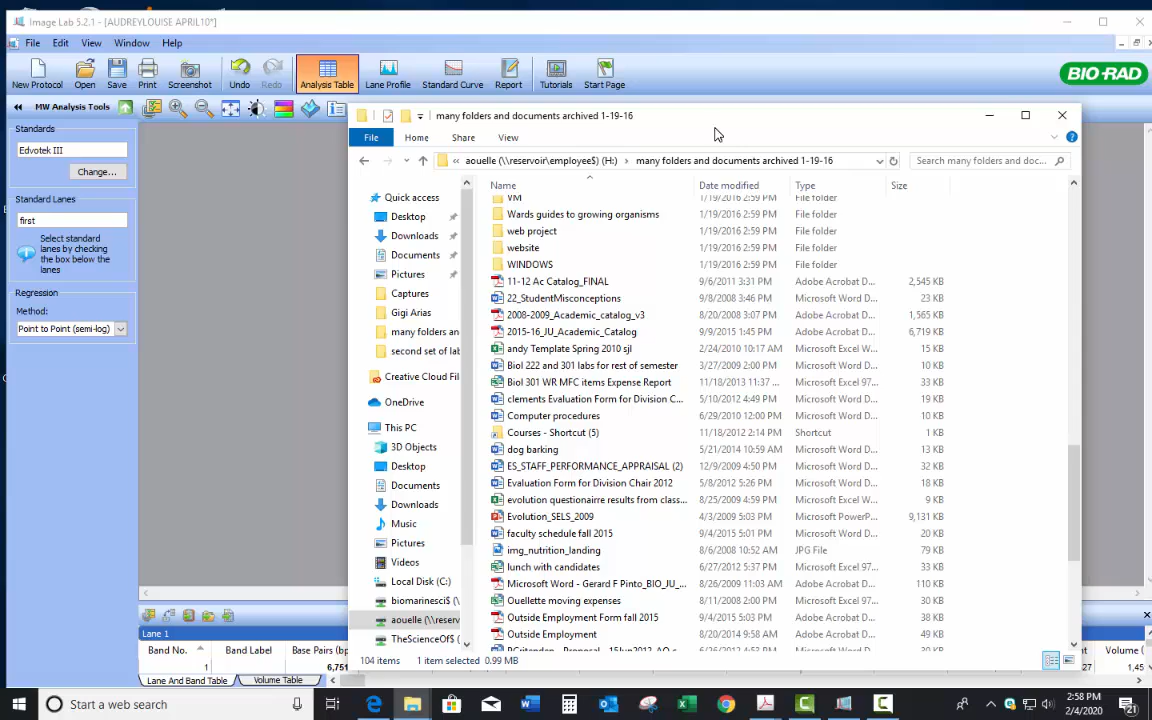 Image Lab 5.2.1 - [AUDREYLOUISE APRIL10*]
File Edit View Window Help
New Protocol Open Save Print Screenshot Undo Redo Analysis Table Lane Profile Standard Curve Report Tutorials Start Page
BIO-RAD
MW Analysis Tools
Standards
Edvotek III
Change...
Standard Lanes
first
Select standard
lanes by checking
the box below the
lanes
Regression
Method:
Point to Point (semi-log)
many folders and documents archived 1-19-16
File Home Share View
« aouelle (\\reservoir\employee$) (H:) › many folders and documents archived 1-19-16
Search many folders and doc...
Quick access
Desktop
Downloads
Documents
Pictures
Captures
Gigi Arias
many folders an
second set of lab
Creative Cloud Fil
OneDrive
This PC
3D Objects
Desktop
Documents
Downloads
Music
Pictures
Videos
Local Disk (C:)
biomarinesci$ (\
aouelle (\\reserv
TheScienceOf$ (
Name Date modified Type Size
VM 1/19/2016 2:59 PM File folder
Wards guides to growing organisms 1/19/2016 2:59 PM File folder
web project 1/19/2016 2:59 PM File folder
website 1/19/2016 2:59 PM File folder
WINDOWS 1/19/2016 2:59 PM File folder
11-12 Ac Catalog_FINAL 9/6/2011 3:31 PM Adobe Acrobat D... 2,545 KB
22_StudentMisconceptions 9/8/2008 3:46 PM Microsoft Word D... 23 KB
2008-2009_Academic_catalog_v3 8/20/2008 3:07 PM Adobe Acrobat D... 1,565 KB
2015-16_JU_Academic_Catalog 9/9/2015 1:45 PM Adobe Acrobat D... 6,719 KB
andy Template Spring 2010 sjl 2/24/2010 10:17 AM Microsoft Excel W... 15 KB
Biol 222 and 301 labs for rest of semester 3/27/2009 2:00 PM Microsoft Word D... 10 KB
Biol 301 WR MFC items Expense Report 11/18/2013 11:37 ... Microsoft Excel 97... 33 KB
clements Evaluation Form for Division C... 5/10/2012 4:49 PM Microsoft Word D... 19 KB
Computer procedures 6/29/2010 12:00 PM Microsoft Word D... 10 KB
Courses - Shortcut (5) 11/18/2012 2:14 PM Shortcut 1 KB
dog barking 5/21/2014 10:59 AM Microsoft Word D... 13 KB
ES_STAFF_PERFORMANCE_APPRAISAL (2) 12/9/2009 4:50 PM Microsoft Word D... 32 KB
Evaluation Form for Division Chair 2012 5/8/2012 5:26 PM Microsoft Word D... 18 KB
evolution questionairre results from class... 8/25/2009 4:59 PM Microsoft Excel W... 9 KB
Evolution_SELS_2009 4/3/2009 5:03 PM Microsoft PowerP... 9,131 KB
faculty schedule fall 2015 9/4/2015 5:01 PM Microsoft Word D... 20 KB
img_nutrition_landing 8/6/2008 10:52 AM JPG File 79 KB
lunch with candidates 6/27/2012 5:37 PM Microsoft Excel 97... 33 KB
Microsoft Word - Gerard F Pinto_BIO_JU_... 8/26/2009 11:03 AM Adobe Acrobat D... 110 KB
Ouellette moving expenses 8/11/2008 2:00 PM Microsoft Excel 97... 33 KB
Outside Employment Form fall 2015 9/4/2015 5:03 PM Adobe Acrobat D... 38 KB
Outside Employment 8/20/2014 9:58 AM Adobe Acrobat D... 49 KB
104 items 1 item selected 0.99 MB
Lane 1
Band No. Band Label Base Pairs (bp Volume (
1 6,751 1,45
Lane And Band Table Volume Table
Start a web search
2:58 PM
2/4/2020
21